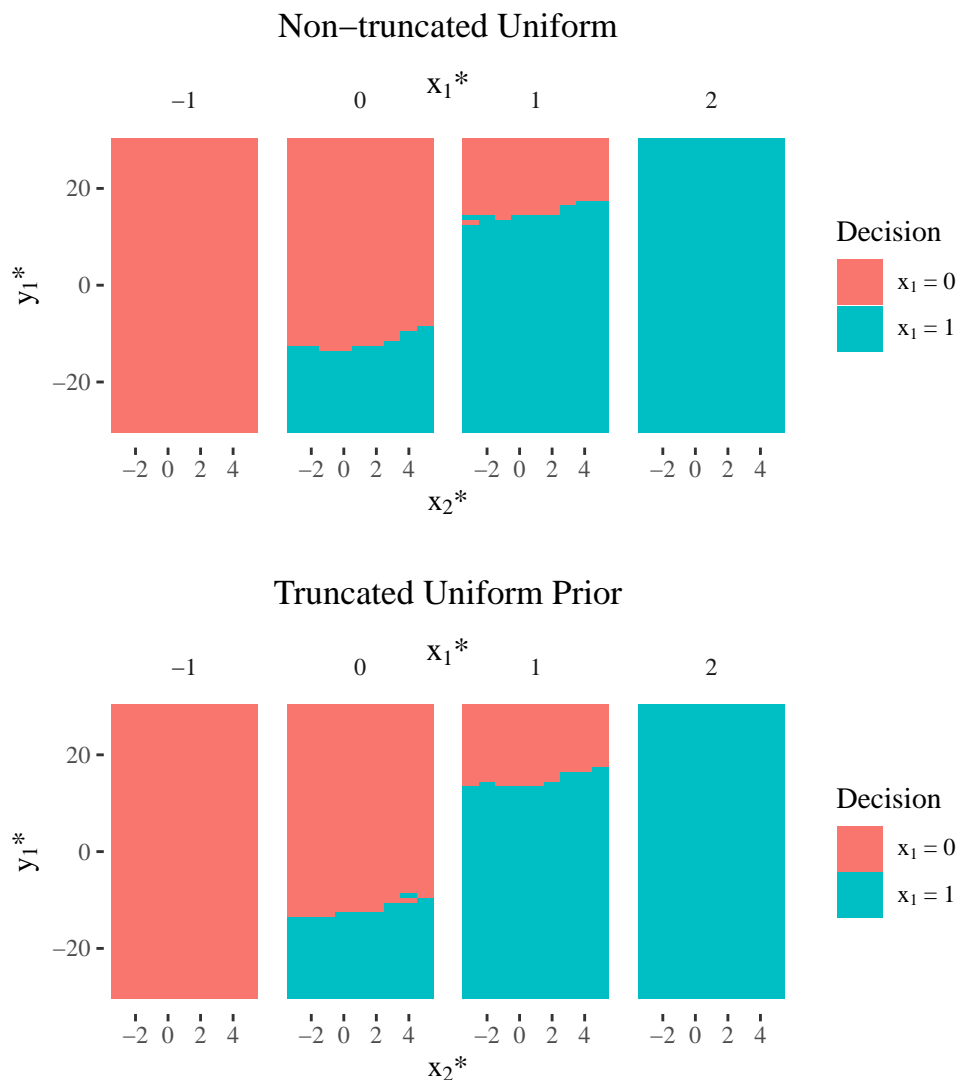 Non−truncated Uniform
x₁*
−1 0 1 2
20
0
−20
y₁*
−2 0 2 4 −2 0 2 4 −2 0 2 4 −2 0 2 4
x₂*
Decision
x₁ = 0
x₁ = 1
Truncated Uniform Prior
x₁*
−1 0 1 2
20
0
−20
y₁*
−2 0 2 4 −2 0 2 4 −2 0 2 4 −2 0 2 4
x₂*
Decision
x₁ = 0
x₁ = 1